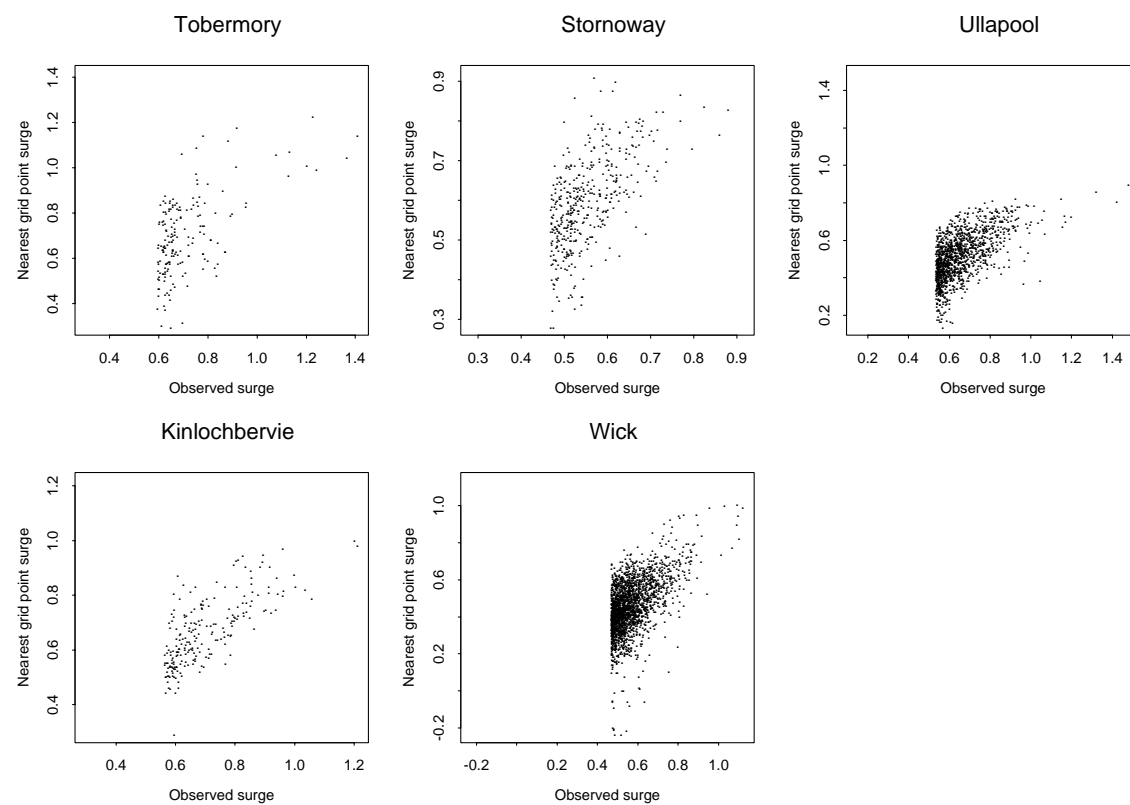 Tobermory
Nearest grid point surge
0.4 0.6 0.8 1.0 1.2 1.4
0.4 0.6 0.8 1.0 1.2 1.4
Observed surge
Stornoway
Nearest grid point surge
0.3 0.5 0.7 0.9
0.3 0.4 0.5 0.6 0.7 0.8 0.9
Observed surge
Ullapool
Nearest grid point surge
0.2 0.6 1.0 1.4
0.2 0.4 0.6 0.8 1.0 1.2 1.4
Observed surge
Kinlochbervie
Nearest grid point surge
0.4 0.6 0.8 1.0 1.2
0.4 0.6 0.8 1.0 1.2
Observed surge
Wick
Nearest grid point surge
-0.2 0.2 0.6 1.0
-0.2 0.0 0.2 0.4 0.6 0.8 1.0
Observed surge